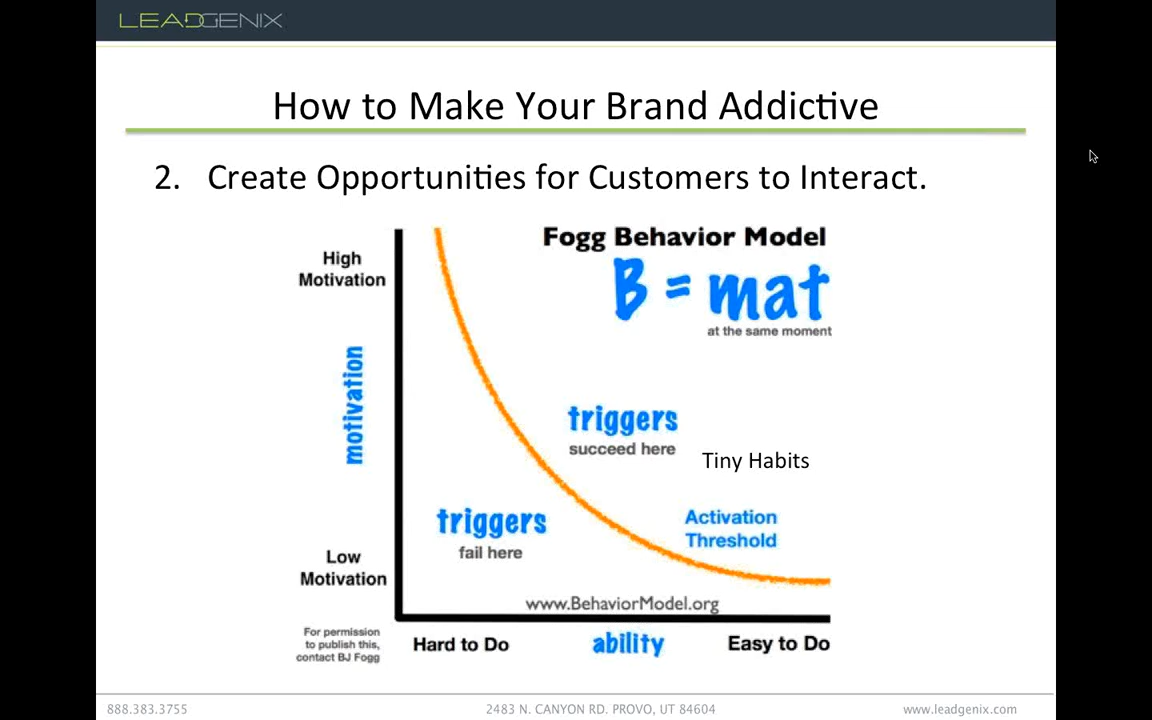 LEADGENIX
How to Make Your Brand Addictive
2. Create Opportunities for Customers to Interact.
Fogg Behavior Model
B = mat
at the same moment
High
Motivation
motivation
triggers
succeed here
Tiny Habits
triggers
fail here
Activation
Threshold
Low
Motivation
www.BehaviorModel.org
For permission
to publish this,
contact BJ Fogg
Hard to Do
ability
Easy to Do
888.383.3755
2483 N. CANYON RD. PROVO, UT 84604
www.leadgenix.com